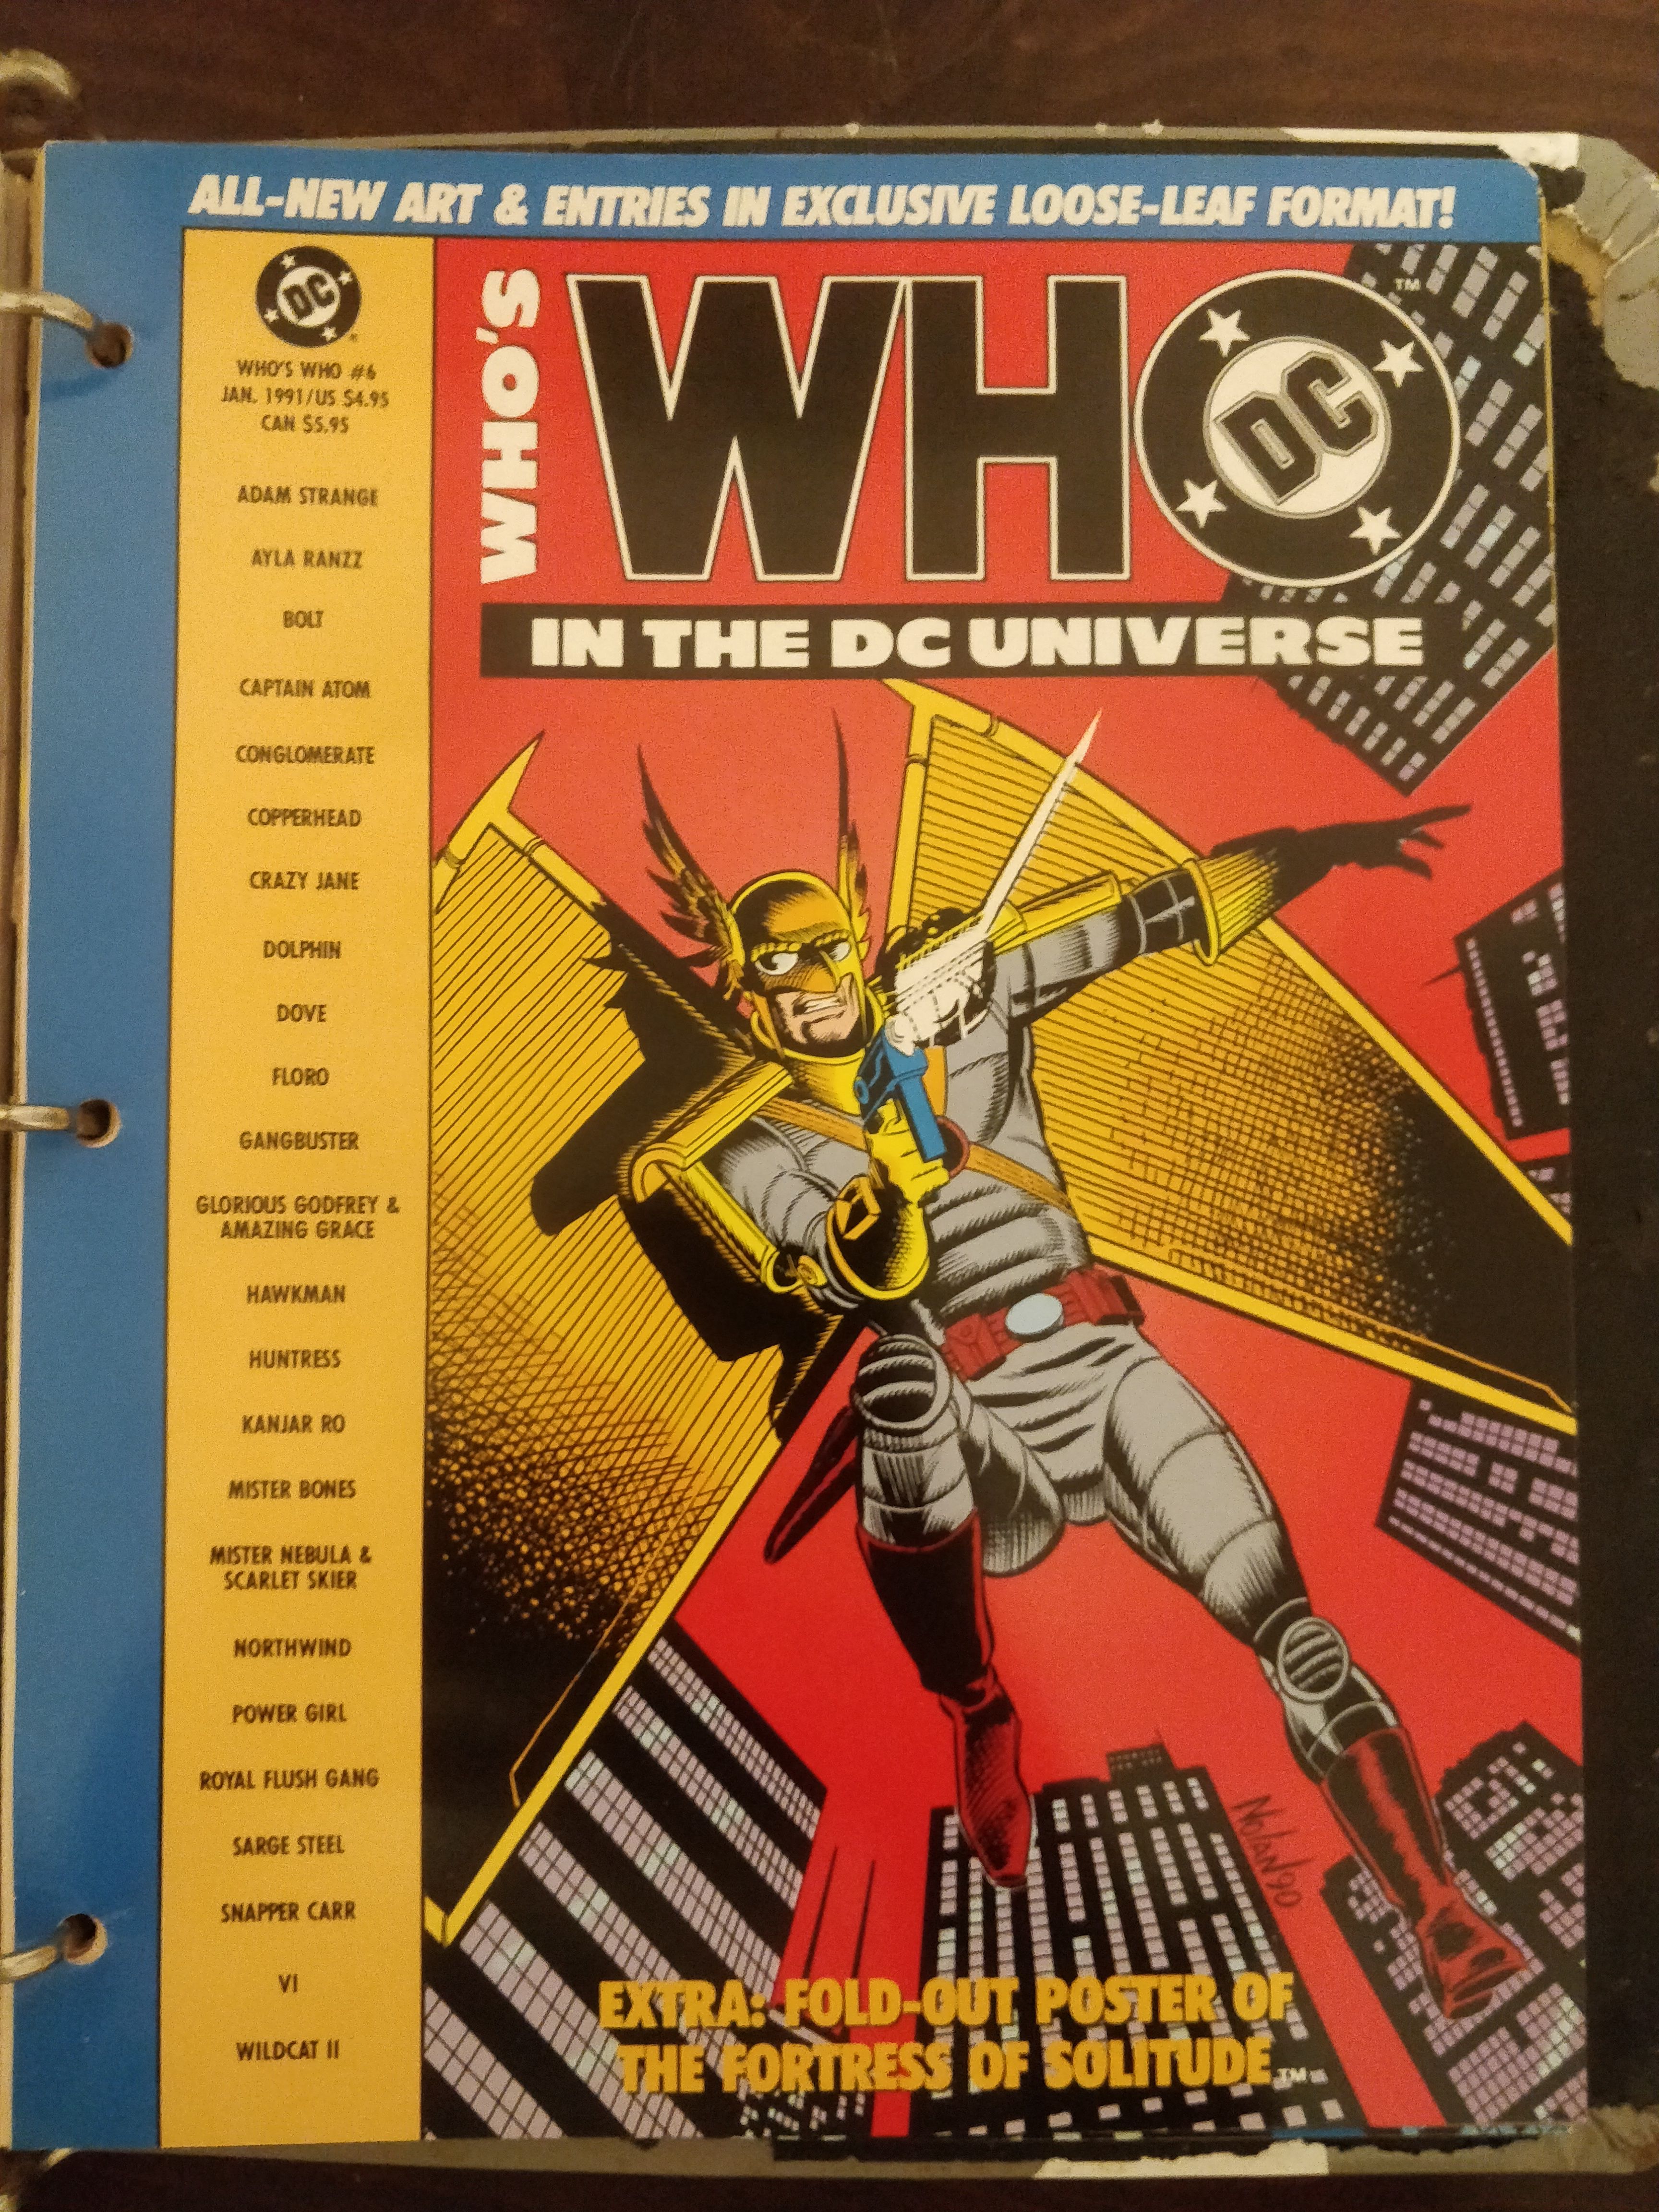 ALL-NEW ART & ENTRIES IN EXCLUSIVE LOOSE-LEAF FORMAT!
DC
®
WHO'S WHO #6
JAN. 1991/US $4.95
CAN $5.95
ADAM STRANGE
AYLA RANZZ
BOLT
CAPTAIN ATOM
CONGLOMERATE
COPPERHEAD
CRAZY JANE
DOLPHIN
DOVE
FLORO
GANGBUSTER
GLORIOUS GODFREY &
AMAZING GRACE
HAWKMAN
HUNTRESS
KANJAR RO
MISTER BONES
MISTER NEBULA &
SCARLET SKIER
NORTHWIND
POWER GIRL
ROYAL FLUSH GANG
SARGE STEEL
SNAPPER CARR
VI
WILDCAT II
WHO'S
WHO
DC
™
IN THE DC UNIVERSE
Nolan '90
EXTRA: FOLD-OUT POSTER OF
THE FORTRESS OF SOLITUDE™